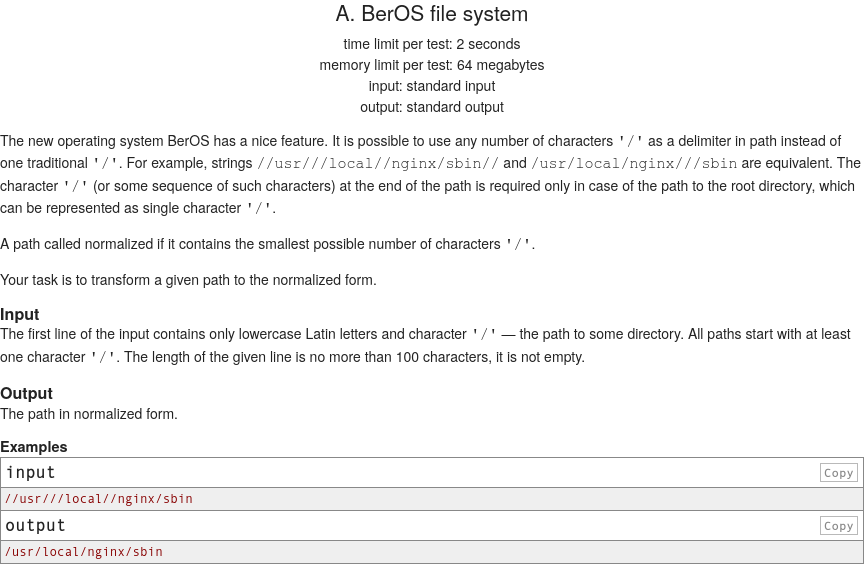 A. BerOS file system
time limit per test: 2 seconds
memory limit per test: 64 megabytes
input: standard input
output: standard output
The new operating system BerOS has a nice feature. It is possible to use any number of characters '/' as a delimiter in path instead of
one traditional '/'. For example, strings //usr///local//nginx/sbin// and /usr/local/nginx///sbin are equivalent. The
character '/' (or some sequence of such characters) at the end of the path is required only in case of the path to the root directory, which
can be represented as single character '/'.
A path called normalized if it contains the smallest possible number of characters '/'.
Your task is to transform a given path to the normalized form.
Input
The first line of the input contains only lowercase Latin letters and character '/' — the path to some directory. All paths start with at least
one character '/'. The length of the given line is no more than 100 characters, it is not empty.
Output
The path in normalized form.
Examples
input Copy
//usr///local//nginx/sbin
output Copy
/usr/local/nginx/sbin